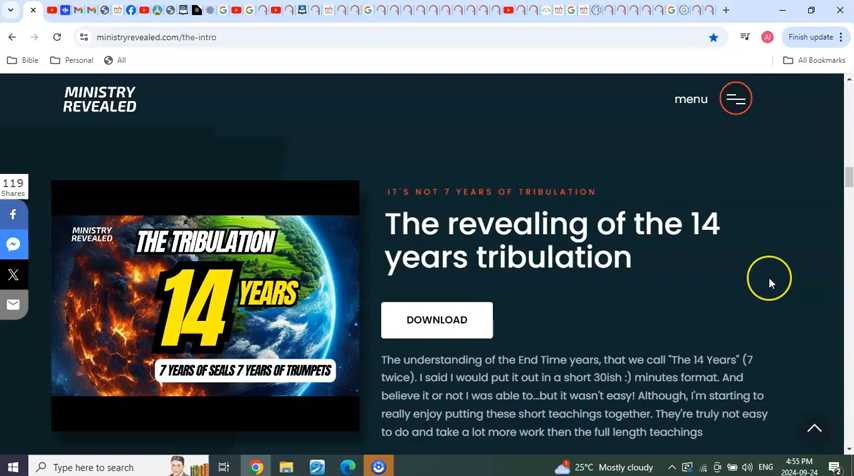 ministryrevealed.com/the-intro
Finish update
Bible
Personal
All
All Bookmarks
MINISTRY
REVEALED
menu
119
Shares
IT'S NOT 7 YEARS OF TRIBULATION
The revealing of the 14
years tribulation
MINISTRY
REVEALED
THE TRIBULATION
14 YEARS
7 YEARS OF SEALS 7 YEARS OF TRUMPETS
DOWNLOAD
The understanding of the End Time years, that we call "The 14 Years" (7
twice). I said I would put it out in a short 30ish :) minutes format. And
believe it or not I was able to...but it wasn't easy! Although, I'm starting to
really enjoy putting these short teachings together. They're truly not easy
to do and take a lot more work then the full length teachings
Type here to search
25°C Mostly cloudy
ENG
4:55 PM
2024-09-24